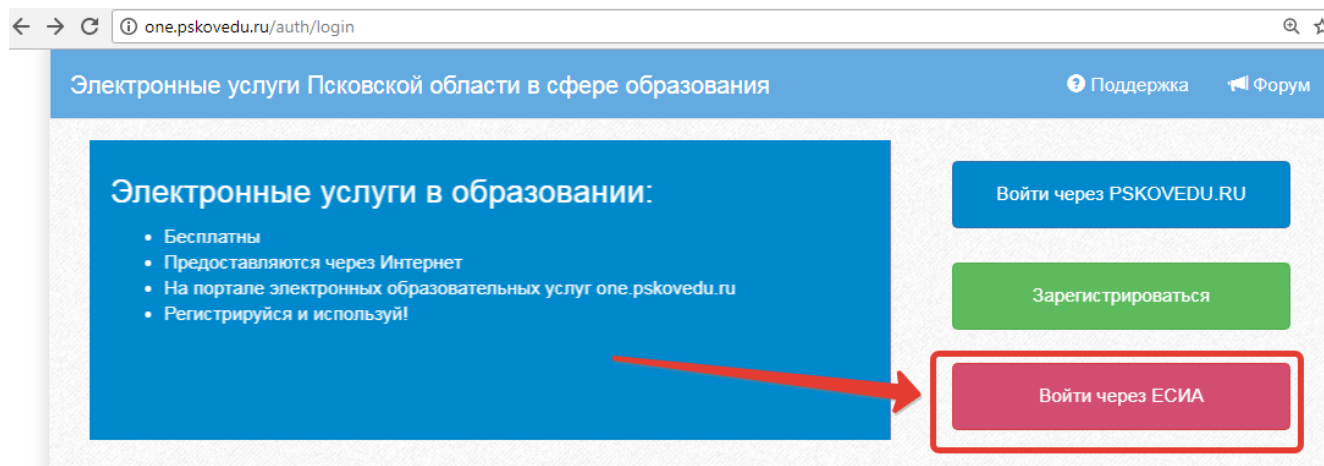 one.pskovedu.ru/auth/login
Электронные услуги Псковской области в сфере образования
Поддержка
Форум
Электронные услуги в образовании:
• Бесплатны
• Предоставляются через Интернет
• На портале электронных образовательных услуг one.pskovedu.ru
• Регистрируйся и используй!
Войти через PSKOVEDU.RU
Зарегистрироваться
Войти через ЕСИА